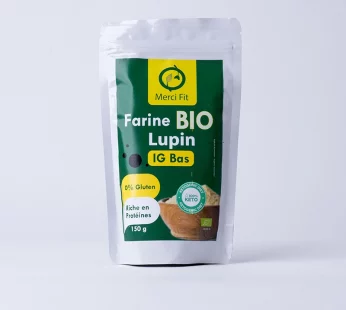 Merci Fit
Farine BIO
Lupin
IG Bas
0% Gluten
Riche en
Protéines
150 g
KETO